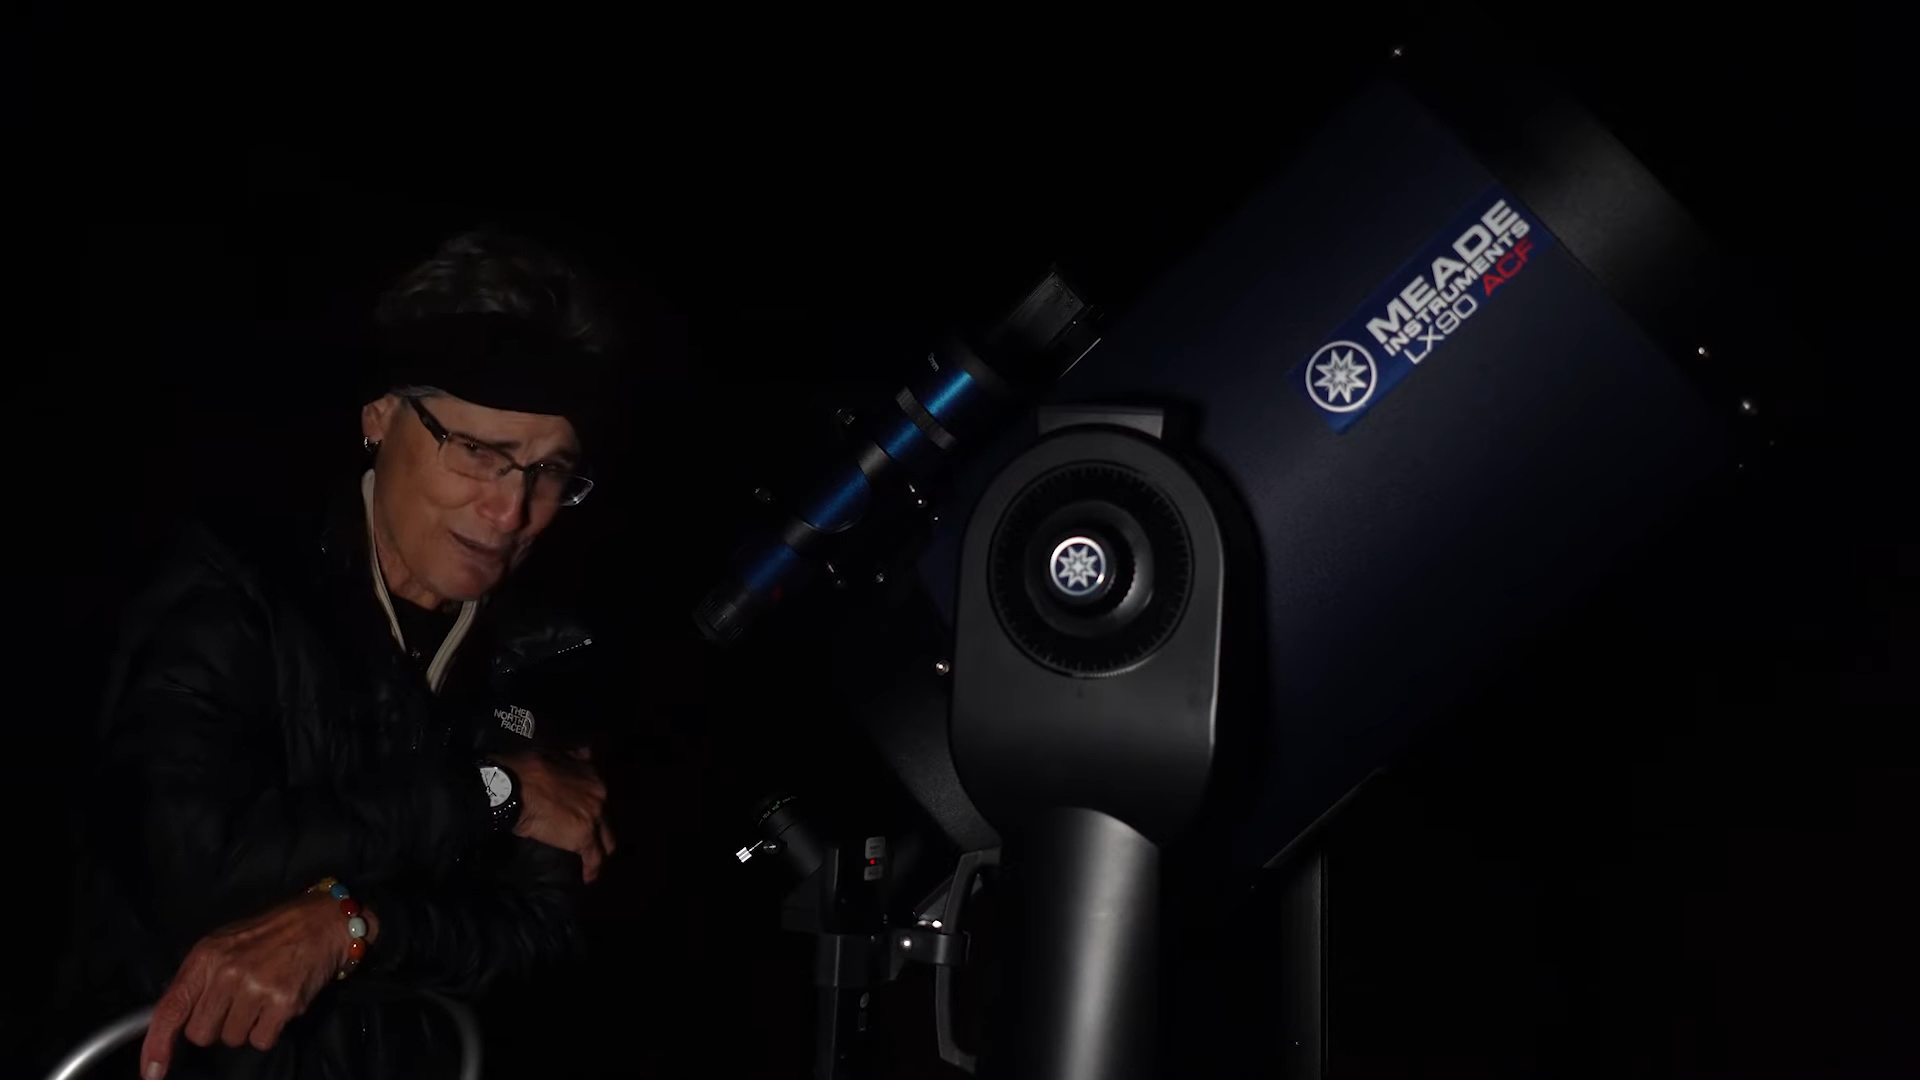 MEADE
INSTRUMENTS
LX90 ACF
THE
NORTH
FACE